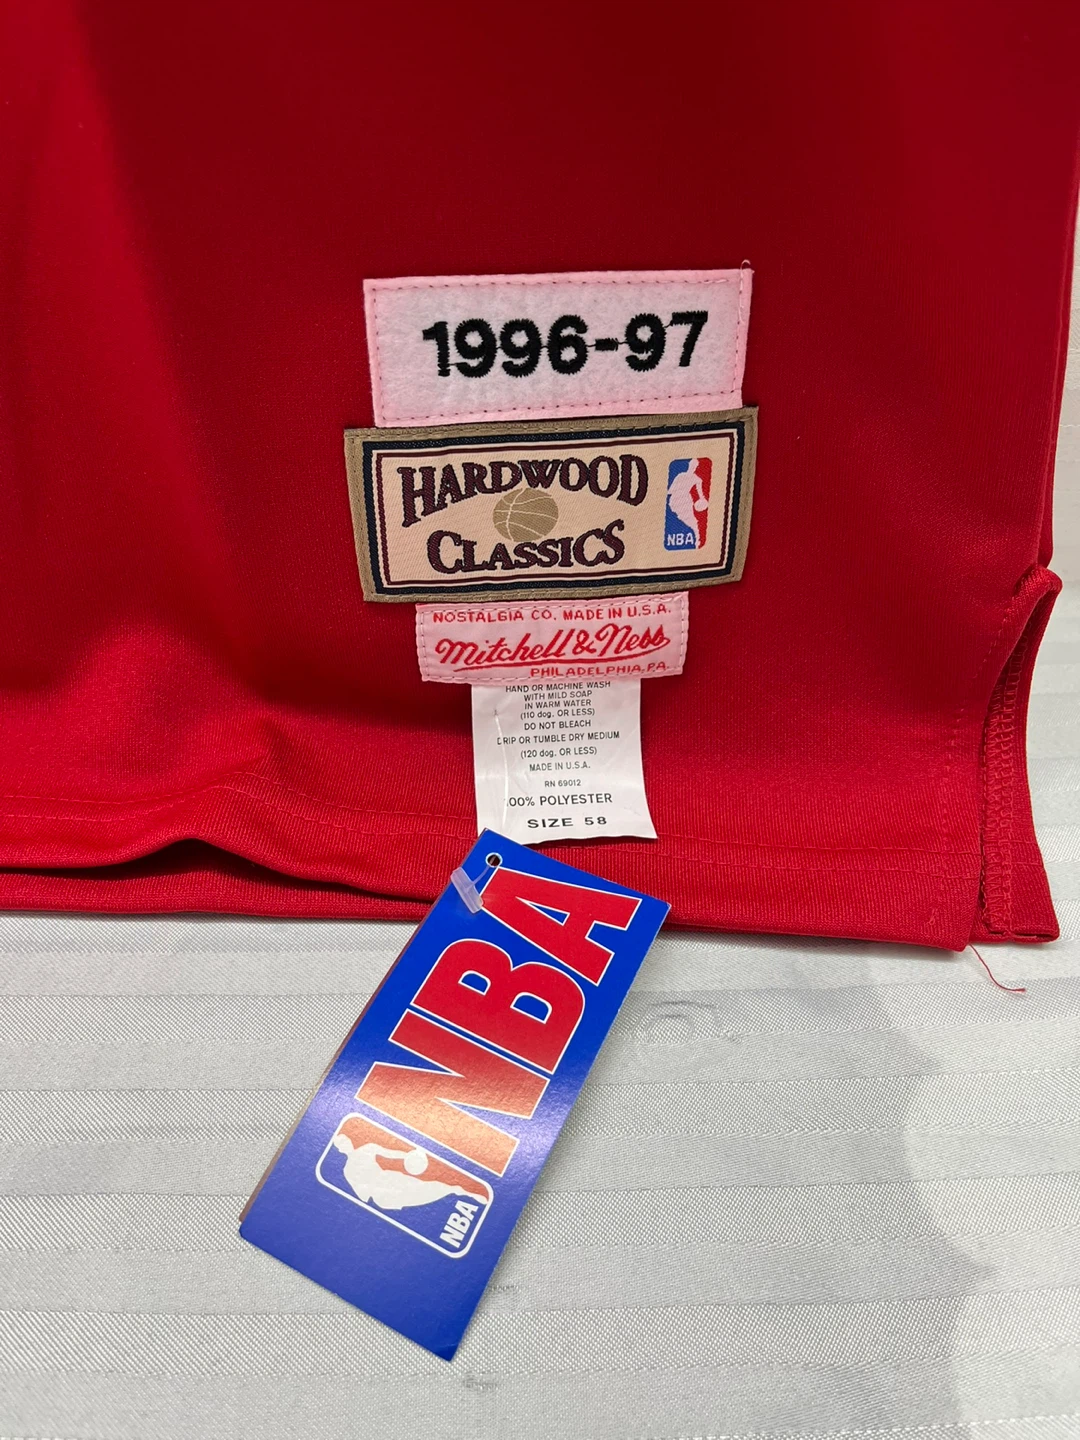 1996-97
HARDWOOD
CLASSICS
NBA
NOSTALGIA CO. MADE IN U.S.A.
Mitchell & Ness
PHILADELPHIA, PA.
HAND OR MACHINE WASH
WITH MILD SOAP
IN WARM WATER
(110 dog. OR LESS)
DO NOT BLEACH
DRIP OR TUMBLE DRY MEDIUM
(120 dog. OR LESS)
MADE IN U.S.A.
RN 69012
100% POLYESTER
SIZE 58
NBA
NBA